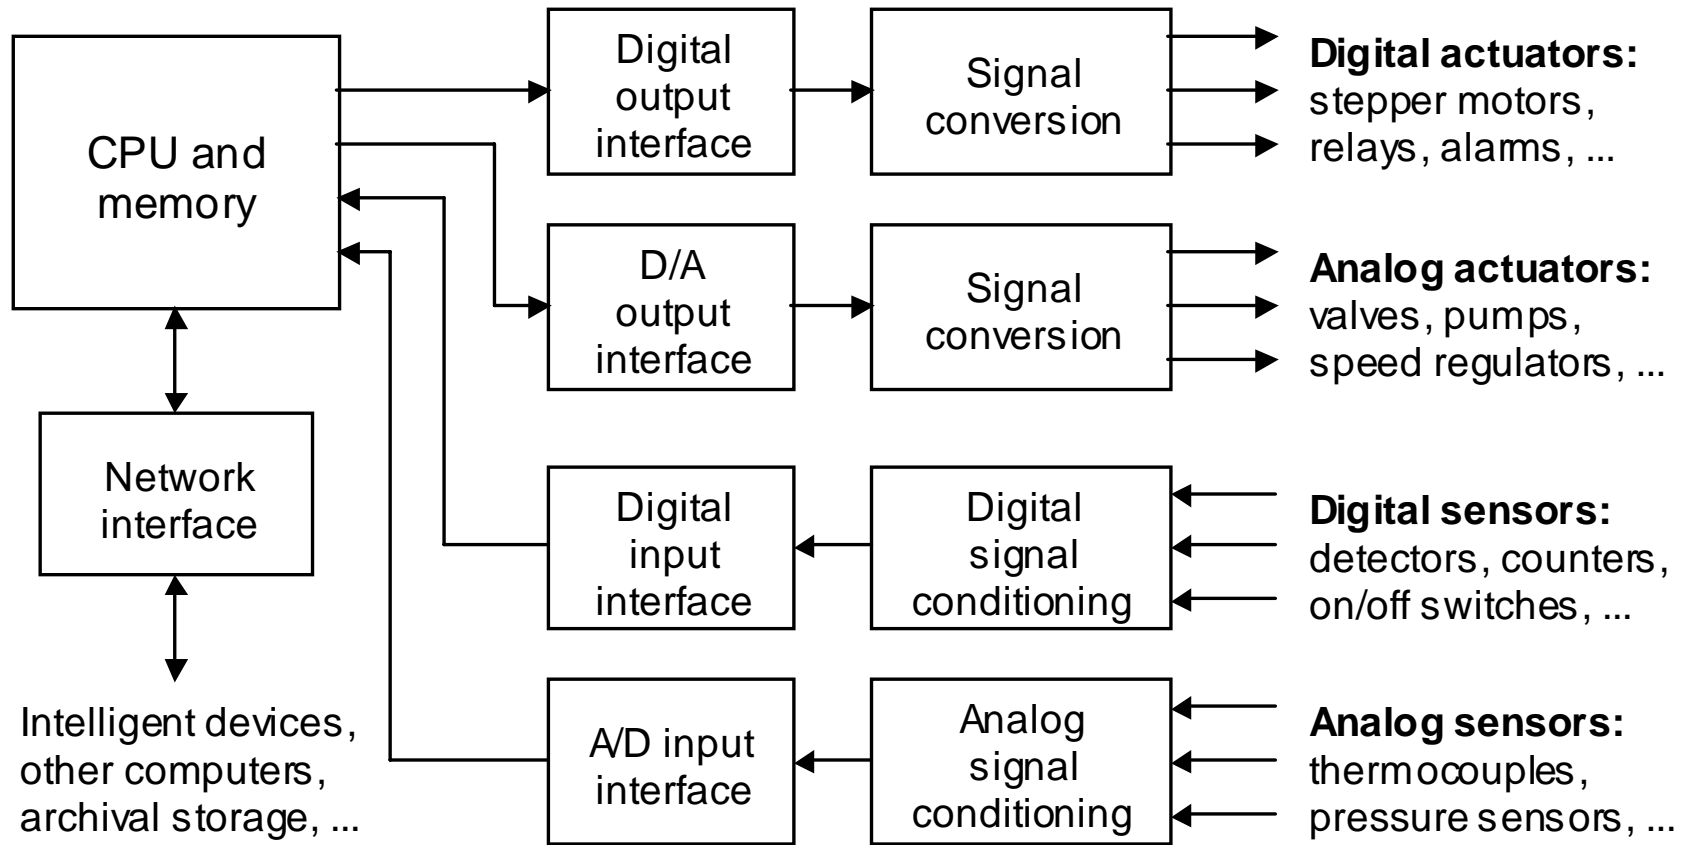 CPU and
memory
Network
interface
Intelligent devices,
other computers,
archival storage, ...
Digital
output
interface
Signal
conversion
Digital actuators:
stepper motors,
relays, alarms, ...
D/A
output
interface
Signal
conversion
Analog actuators:
valves, pumps,
speed regulators, ...
Digital
input
interface
Digital
signal
conditioning
Digital sensors:
detectors, counters,
on/off switches, ...
A/D input
interface
Analog
signal
conditioning
Analog sensors:
thermocouples,
pressure sensors, ...